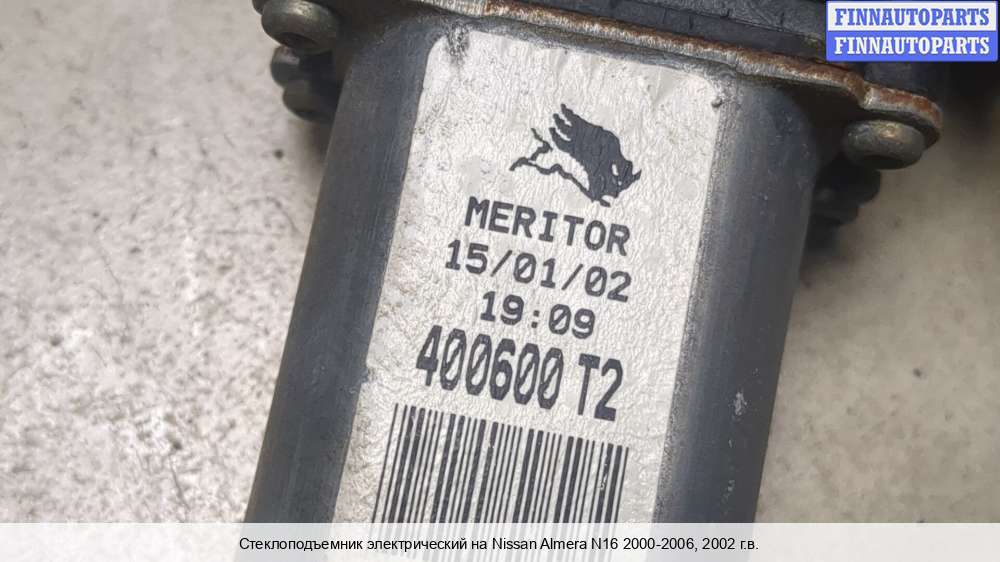 FINNAUTOPARTS
FINNAUTOPARTS
MERITOR
15/01/02
19:09
400600 T2
Стеклоподъемник электрический на Nissan Almera N16 2000-2006, 2002 г.в.